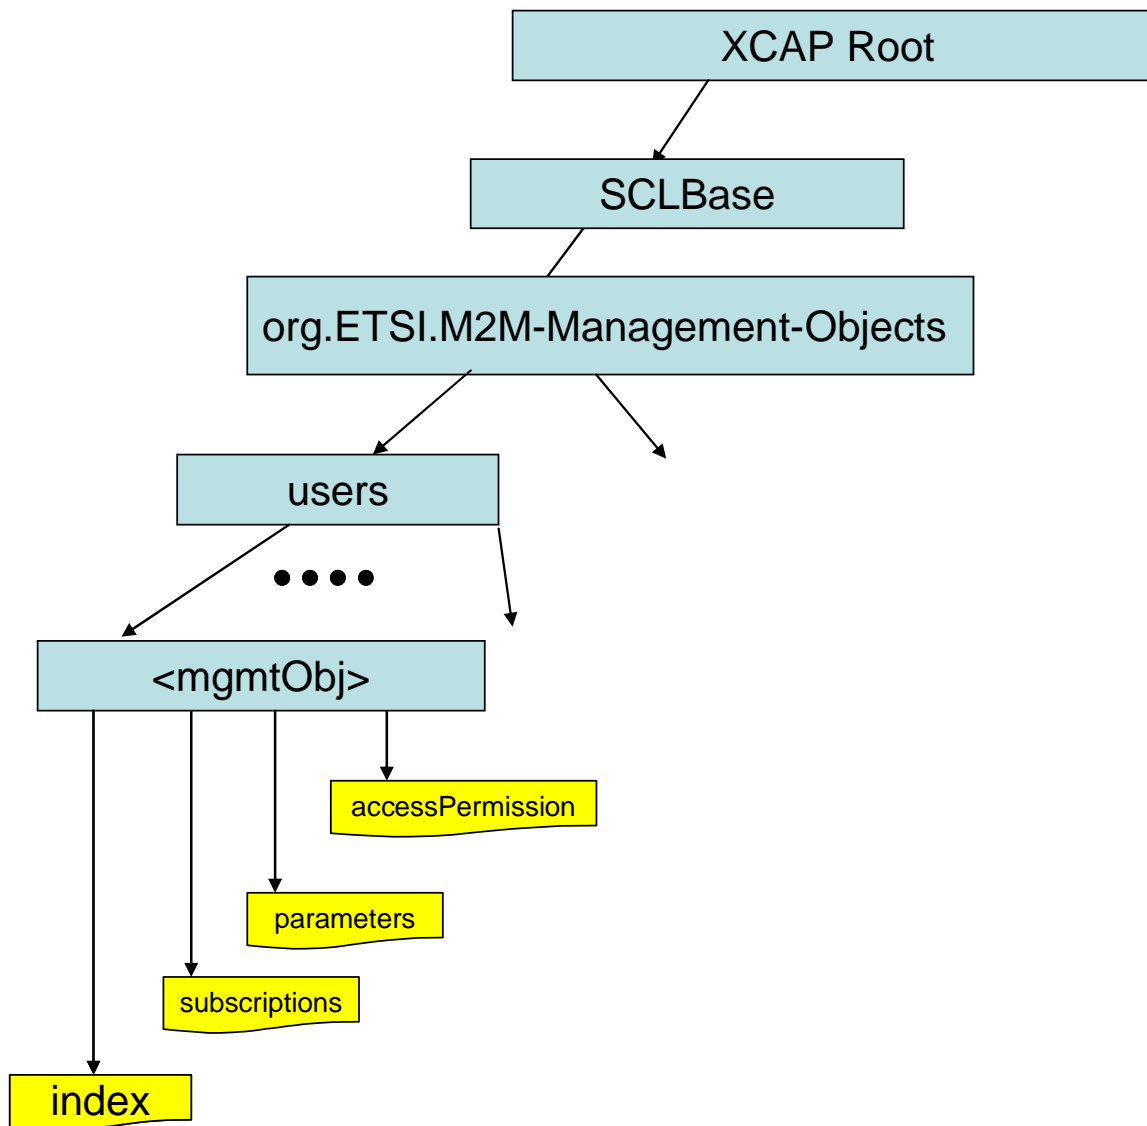 XCAP Root
SCLBase
org.ETSI.M2M-Management-Objects
users
<mgmtObj>
accessPermission
parameters
subscriptions
index